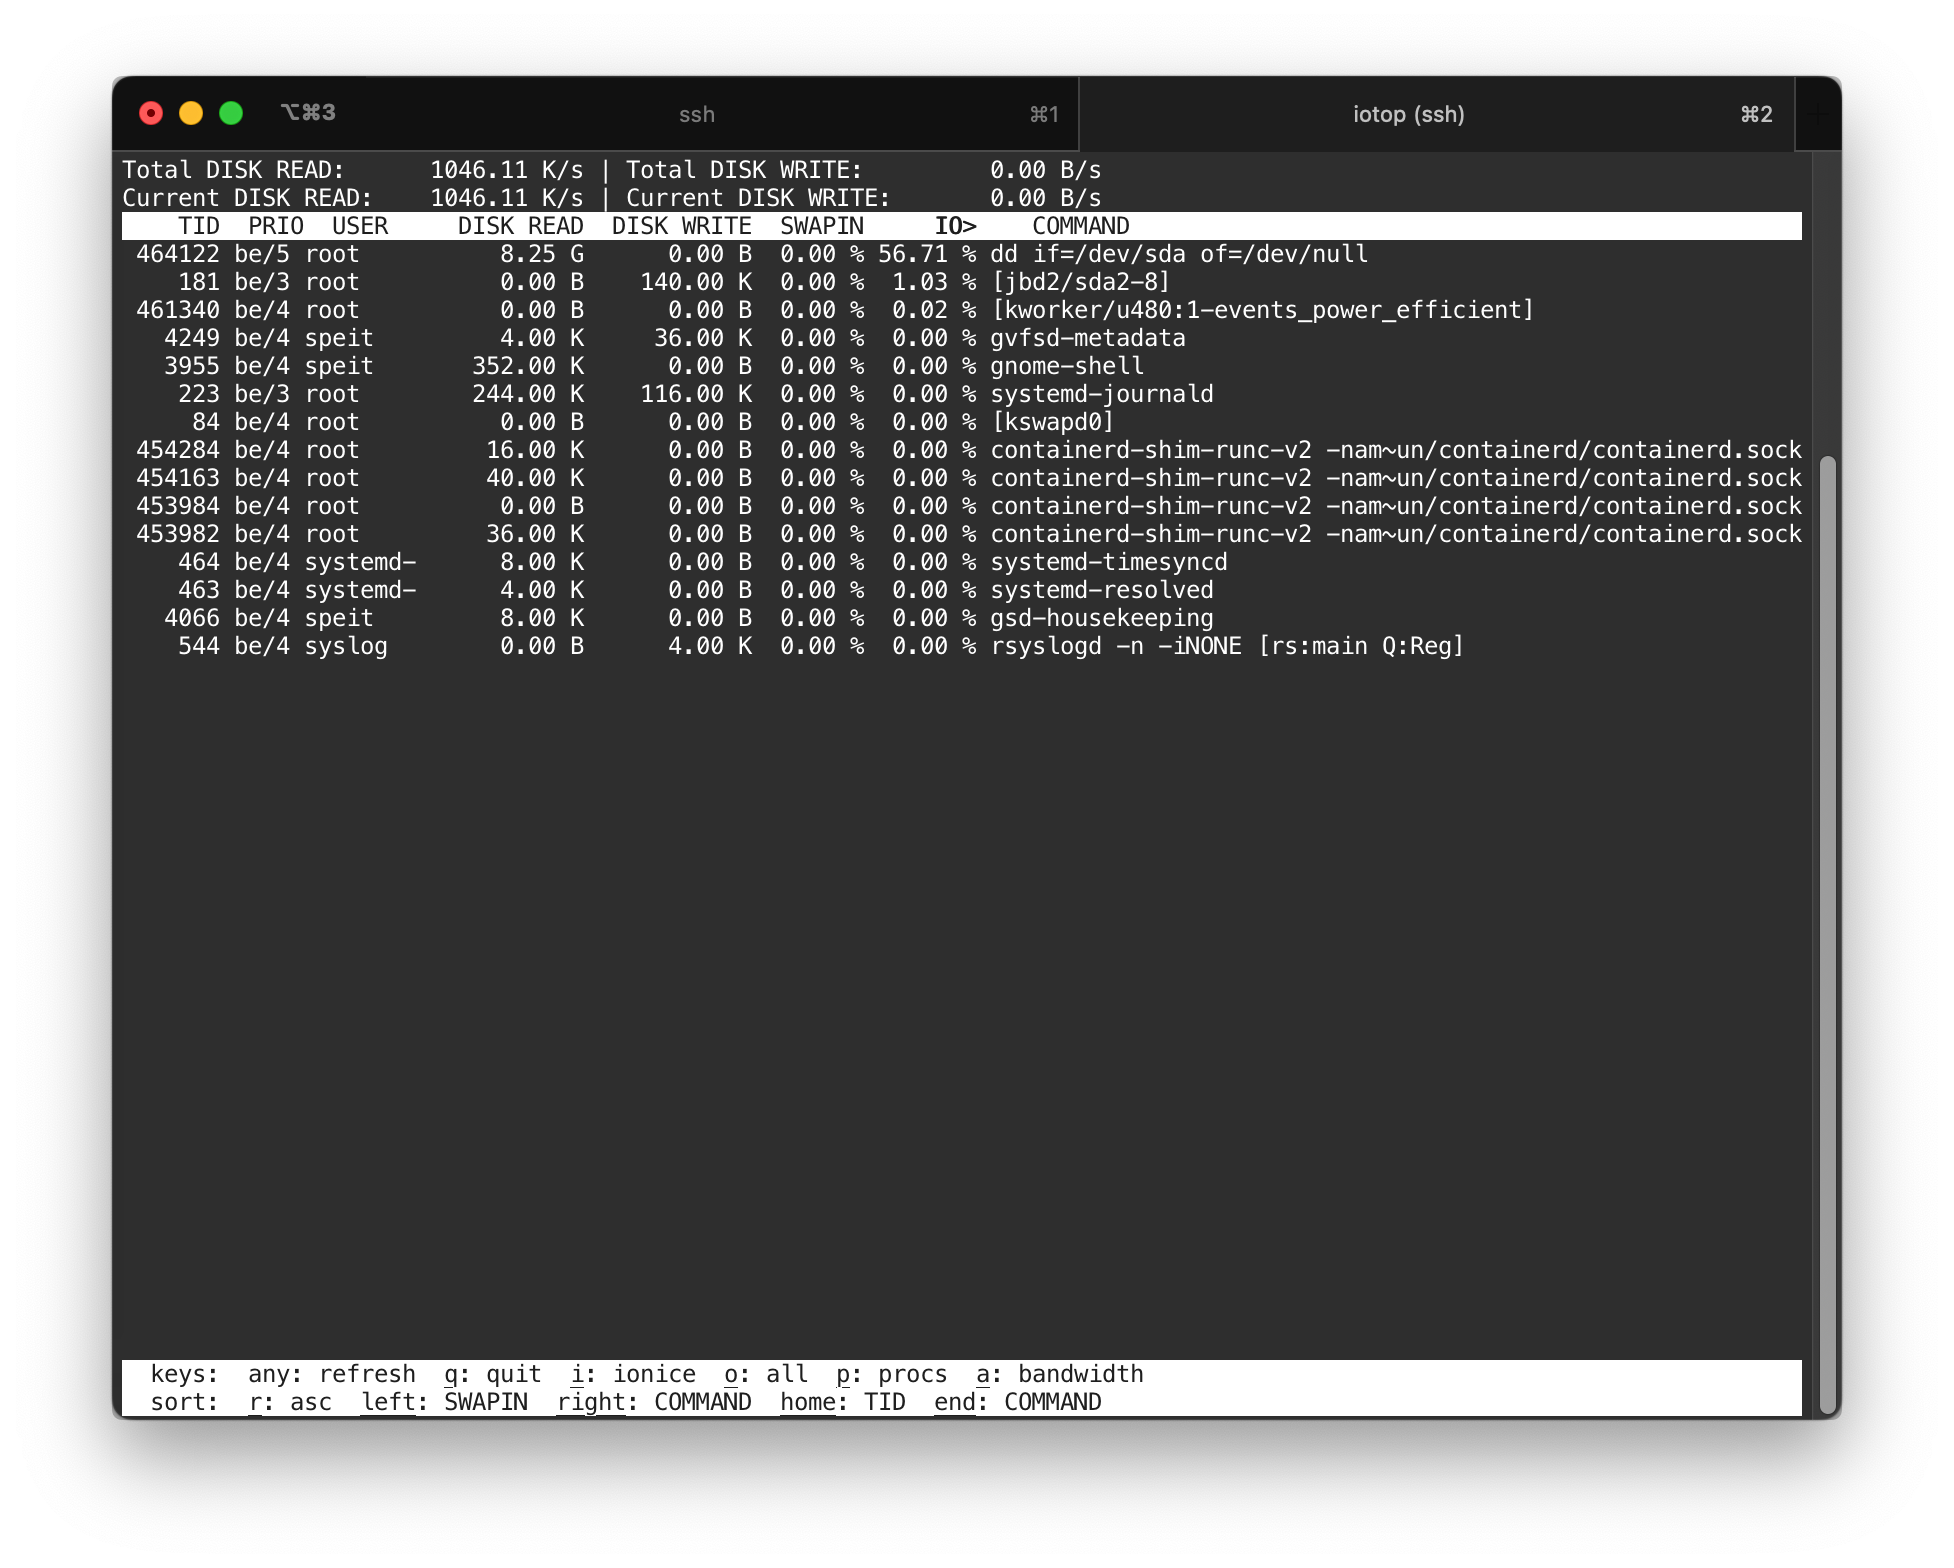 ⌥⌘3 ssh ⌘1 iotop (ssh) ⌘2
Total DISK READ:      1046.11 K/s | Total DISK WRITE:         0.00 B/s
Current DISK READ:    1046.11 K/s | Current DISK WRITE:       0.00 B/s
    TID  PRIO  USER     DISK READ  DISK WRITE  SWAPIN     IO>    COMMAND
 464122 be/5 root          8.25 G      0.00 B  0.00 % 56.71 % dd if=/dev/sda of=/dev/null
    181 be/3 root          0.00 B    140.00 K  0.00 %  1.03 % [jbd2/sda2-8]
 461340 be/4 root          0.00 B      0.00 B  0.00 %  0.02 % [kworker/u480:1-events_power_efficient]
   4249 be/4 speit         4.00 K     36.00 K  0.00 %  0.00 % gvfsd-metadata
   3955 be/4 speit       352.00 K      0.00 B  0.00 %  0.00 % gnome-shell
    223 be/3 root        244.00 K    116.00 K  0.00 %  0.00 % systemd-journald
     84 be/4 root          0.00 B      0.00 B  0.00 %  0.00 % [kswapd0]
 454284 be/4 root         16.00 K      0.00 B  0.00 %  0.00 % containerd-shim-runc-v2 -nam~un/containerd/containerd.sock
 454163 be/4 root         40.00 K      0.00 B  0.00 %  0.00 % containerd-shim-runc-v2 -nam~un/containerd/containerd.sock
 453984 be/4 root          0.00 B      0.00 B  0.00 %  0.00 % containerd-shim-runc-v2 -nam~un/containerd/containerd.sock
 453982 be/4 root         36.00 K      0.00 B  0.00 %  0.00 % containerd-shim-runc-v2 -nam~un/containerd/containerd.sock
    464 be/4 systemd-      8.00 K      0.00 B  0.00 %  0.00 % systemd-timesyncd
    463 be/4 systemd-      4.00 K      0.00 B  0.00 %  0.00 % systemd-resolved
   4066 be/4 speit         8.00 K      0.00 B  0.00 %  0.00 % gsd-housekeeping
    544 be/4 syslog        0.00 B      4.00 K  0.00 %  0.00 % rsyslogd -n -iNONE [rs:main Q:Reg]
  keys:  any: refresh  q: quit  i: ionice  o: all  p: procs  a: bandwidth
  sort:  r: asc  left: SWAPIN  right: COMMAND  home: TID  end: COMMAND